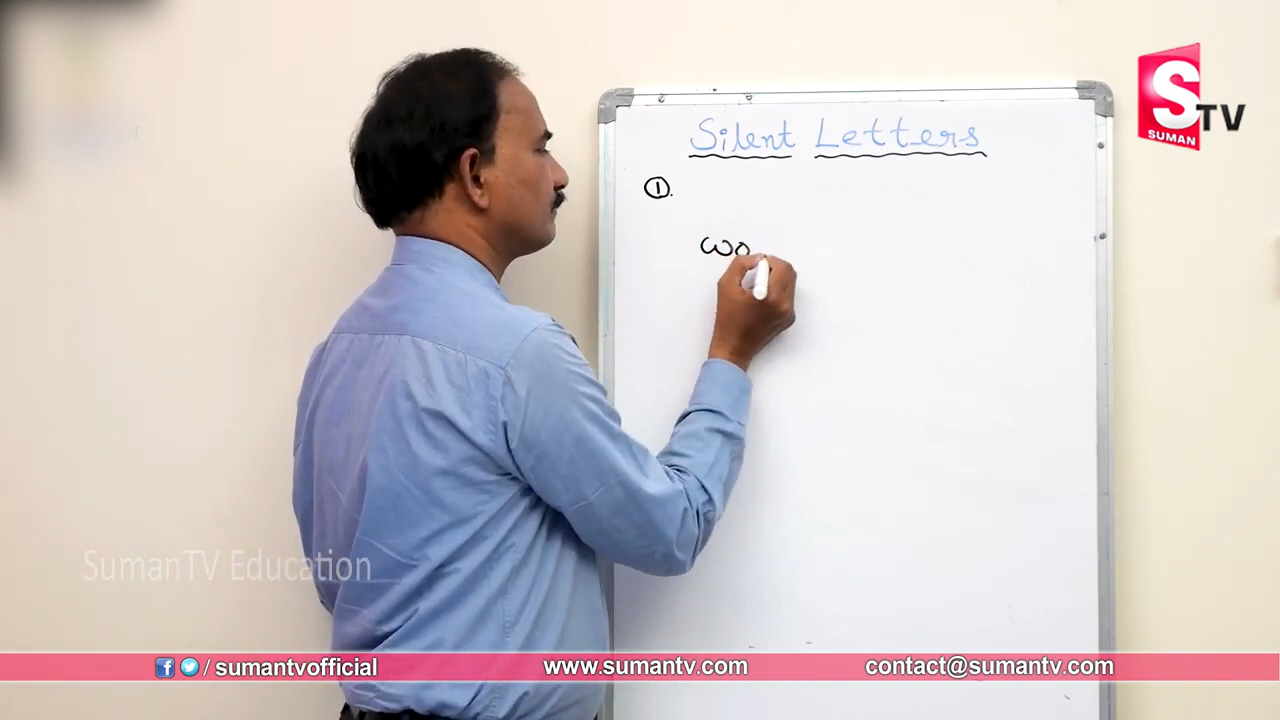 Silent Letters
①.
wo
S
TV
SUMAN
SumanTV Education
f / sumantvofficial
www.sumantv.com
contact@sumantv.com